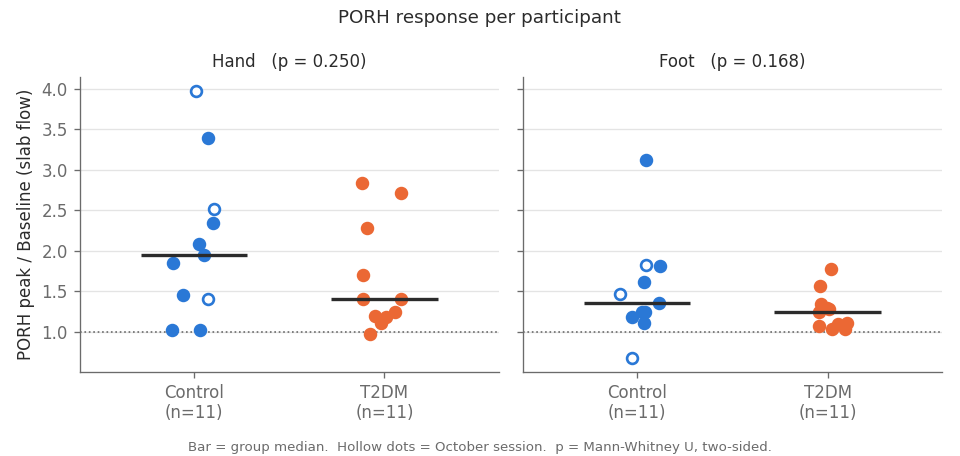 PORH response per participant
Hand   (p = 0.250)
Foot   (p = 0.168)
PORH peak / Baseline (slab flow)
4.0
3.5
3.0
2.5
2.0
1.5
1.0
Control
(n=11)
T2DM
(n=11)
Control
(n=11)
T2DM
(n=11)
Bar = group median.  Hollow dots = October session.  p = Mann-Whitney U, two-sided.